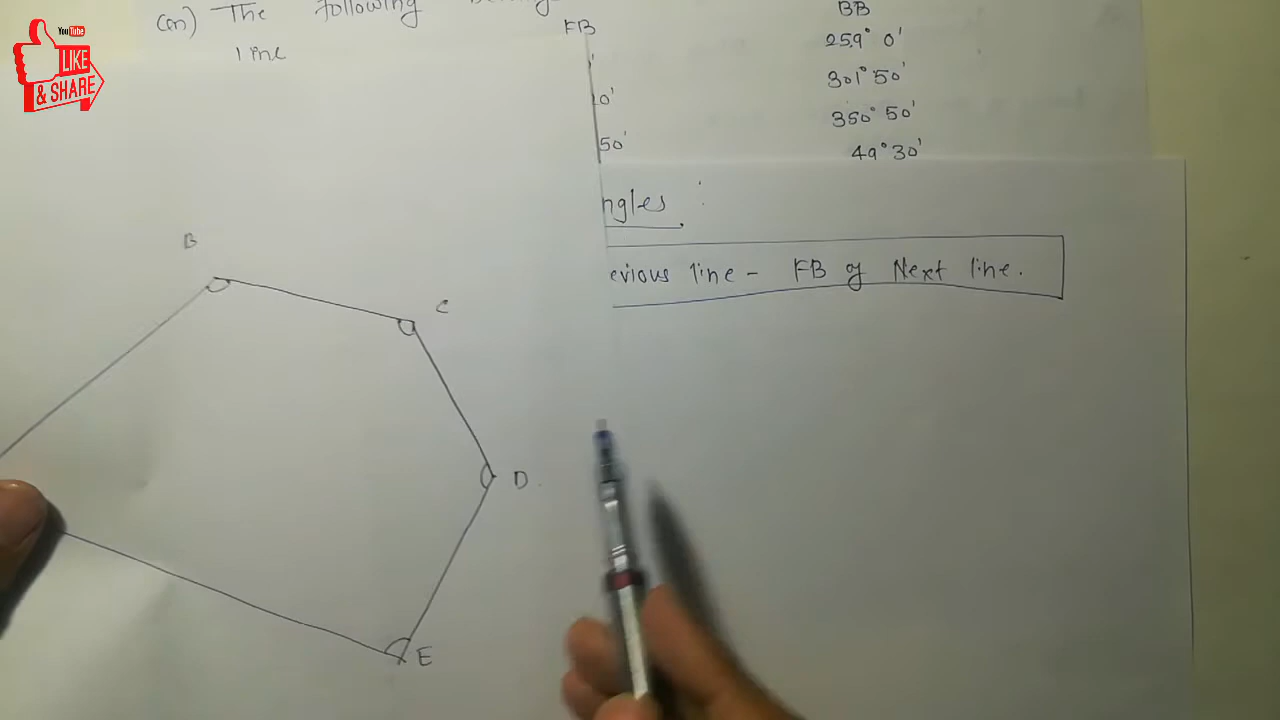 YouTube
LIKE
& SHARE
(m) The following
line
FB
BB
259° 0'
301° 50'
0'
350° 50'
50'
49° 30'
ngles :
evious line - FB of Next line.
B
C
D
E